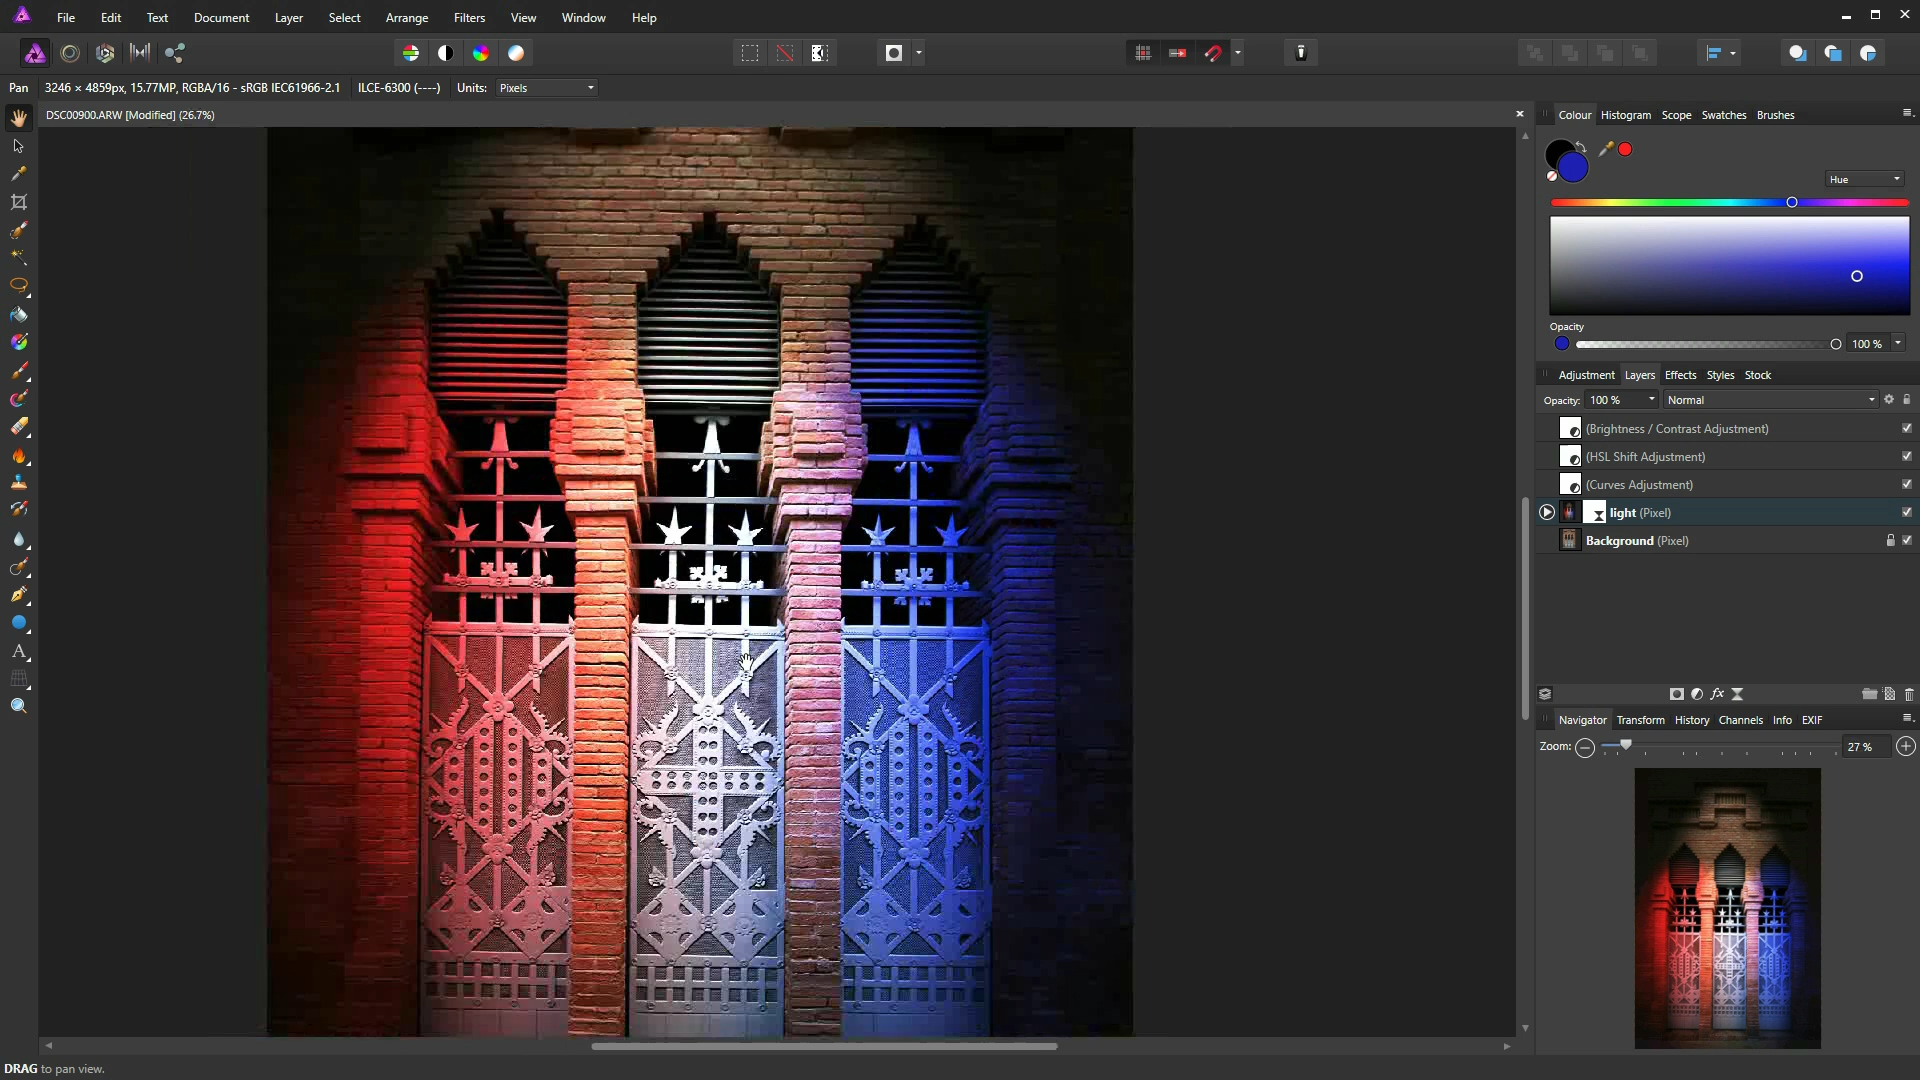 File Edit Text Document Layer Select Arrange Filters View Window Help
Pan 3246 × 4859px, 15.77MP, RGBA/16 - sRGB IEC61966-2.1 ILCE-6300 (----) Units: Pixels
DSC00900.ARW [Modified] (26.7%)
Colour Histogram Scope Swatches Brushes
Hue
Opacity
100 %
Adjustment Layers Effects Styles Stock
Opacity: 100 % Normal
(Brightness / Contrast Adjustment)
(HSL Shift Adjustment)
(Curves Adjustment)
light (Pixel)
Background (Pixel)
fx
Navigator Transform History Channels Info EXIF
Zoom: 27 %
DRAG to pan view.